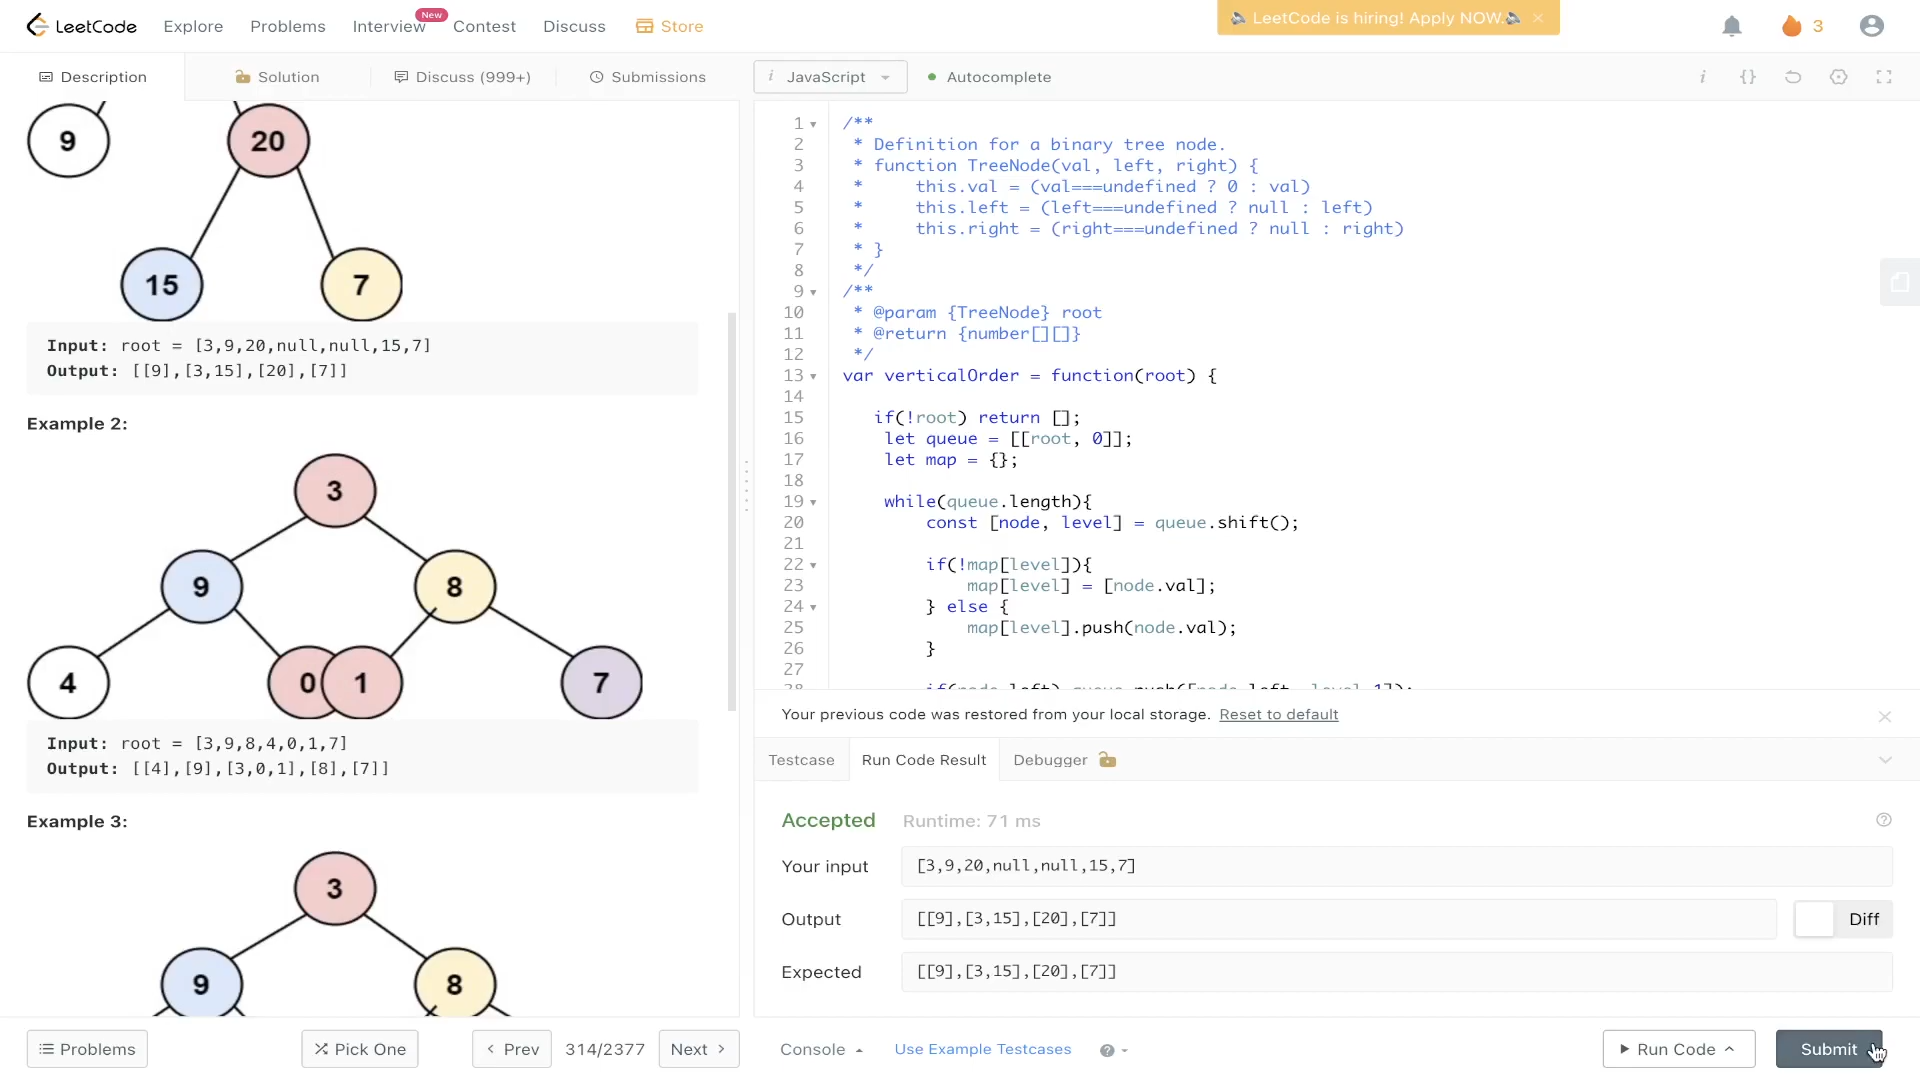 LeetCode
Explore
Problems
Interview
New
Contest
Discuss
Store
LeetCode is hiring! Apply NOW.
3
Description
Solution
Discuss (999+)
Submissions
i JavaScript
Autocomplete
9
20
15
7
Input: root = [3,9,20,null,null,15,7]
Output: [[9],[3,15],[20],[7]]
Example 2:
3
9
8
4
0
1
7
Input: root = [3,9,8,4,0,1,7]
Output: [[4],[9],[3,0,1],[8],[7]]
Example 3:
3
9
8
1 /**
2 * Definition for a binary tree node.
3 * function TreeNode(val, left, right) {
4 *     this.val = (val===undefined ? 0 : val)
5 *     this.left = (left===undefined ? null : left)
6 *     this.right = (right===undefined ? null : right)
7 * }
8 */
9 /**
10 * @param {TreeNode} root
11 * @return {number[][]}
12 */
13 var verticalOrder = function(root) {
14
15 if(!root) return [];
16 let queue = [[root, 0]];
17 let map = {};
18
19 while(queue.length){
20 const [node, level] = queue.shift();
21
22 if(!map[level]){
23 map[level] = [node.val];
24 } else {
25 map[level].push(node.val);
26 }
27
28 if(node.left) queue.push([node.left, level-1]);
Your previous code was restored from your local storage. Reset to default
Testcase
Run Code Result
Debugger
Accepted
Runtime: 71 ms
Your input
[3,9,20,null,null,15,7]
Output
[[9],[3,15],[20],[7]]
Diff
Expected
[[9],[3,15],[20],[7]]
Problems
Pick One
Prev
314/2377
Next
Console
Use Example Testcases
Run Code
Submit